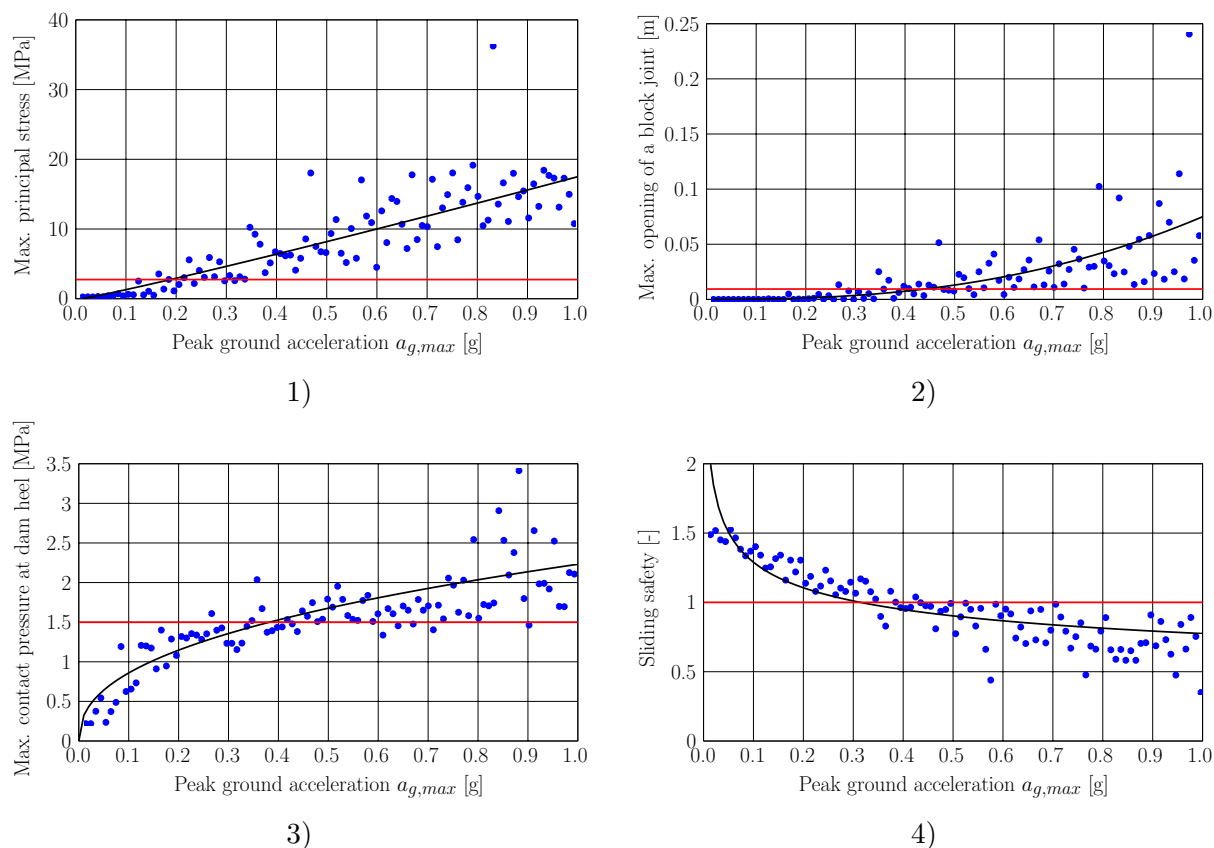 Max. principal stress [MPa]
40
30
20
10
0
0.0 0.1 0.2 0.3 0.4 0.5 0.6 0.7 0.8 0.9 1.0
Peak ground acceleration a_{g,max} [g]
1)
Max. opening of a block joint [m]
0.25
0.2
0.15
0.1
0.05
0
0.0 0.1 0.2 0.3 0.4 0.5 0.6 0.7 0.8 0.9 1.0
Peak ground acceleration a_{g,max} [g]
2)
Max. contact pressure at dam heel [MPa]
3.5
3
2.5
2
1.5
1
0.5
0
0.0 0.1 0.2 0.3 0.4 0.5 0.6 0.7 0.8 0.9 1.0
Peak ground acceleration a_{g,max} [g]
3)
Sliding safety [-]
2
1.5
1
0.5
0
0.0 0.1 0.2 0.3 0.4 0.5 0.6 0.7 0.8 0.9 1.0
Peak ground acceleration a_{g,max} [g]
4)